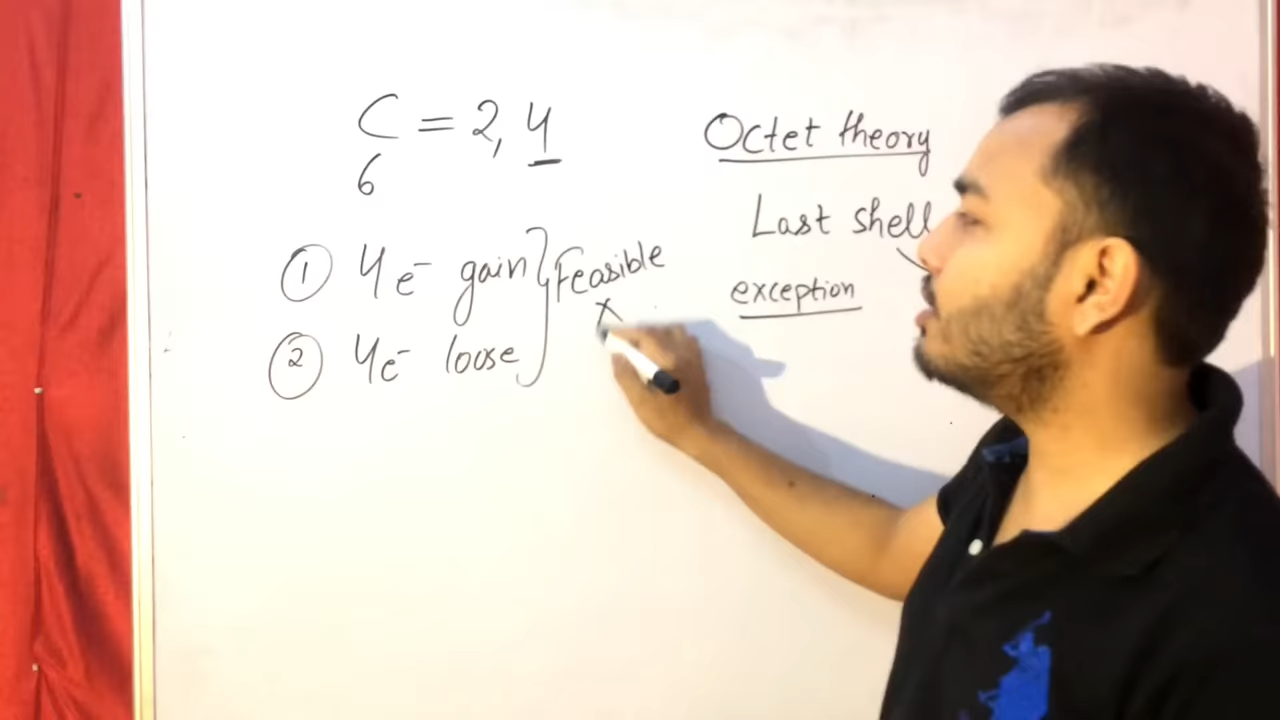 C = 2, 4
6
Octet theory
Last shell
exception
① 4e⁻ gain
② 4e⁻ loose
Feasible
x